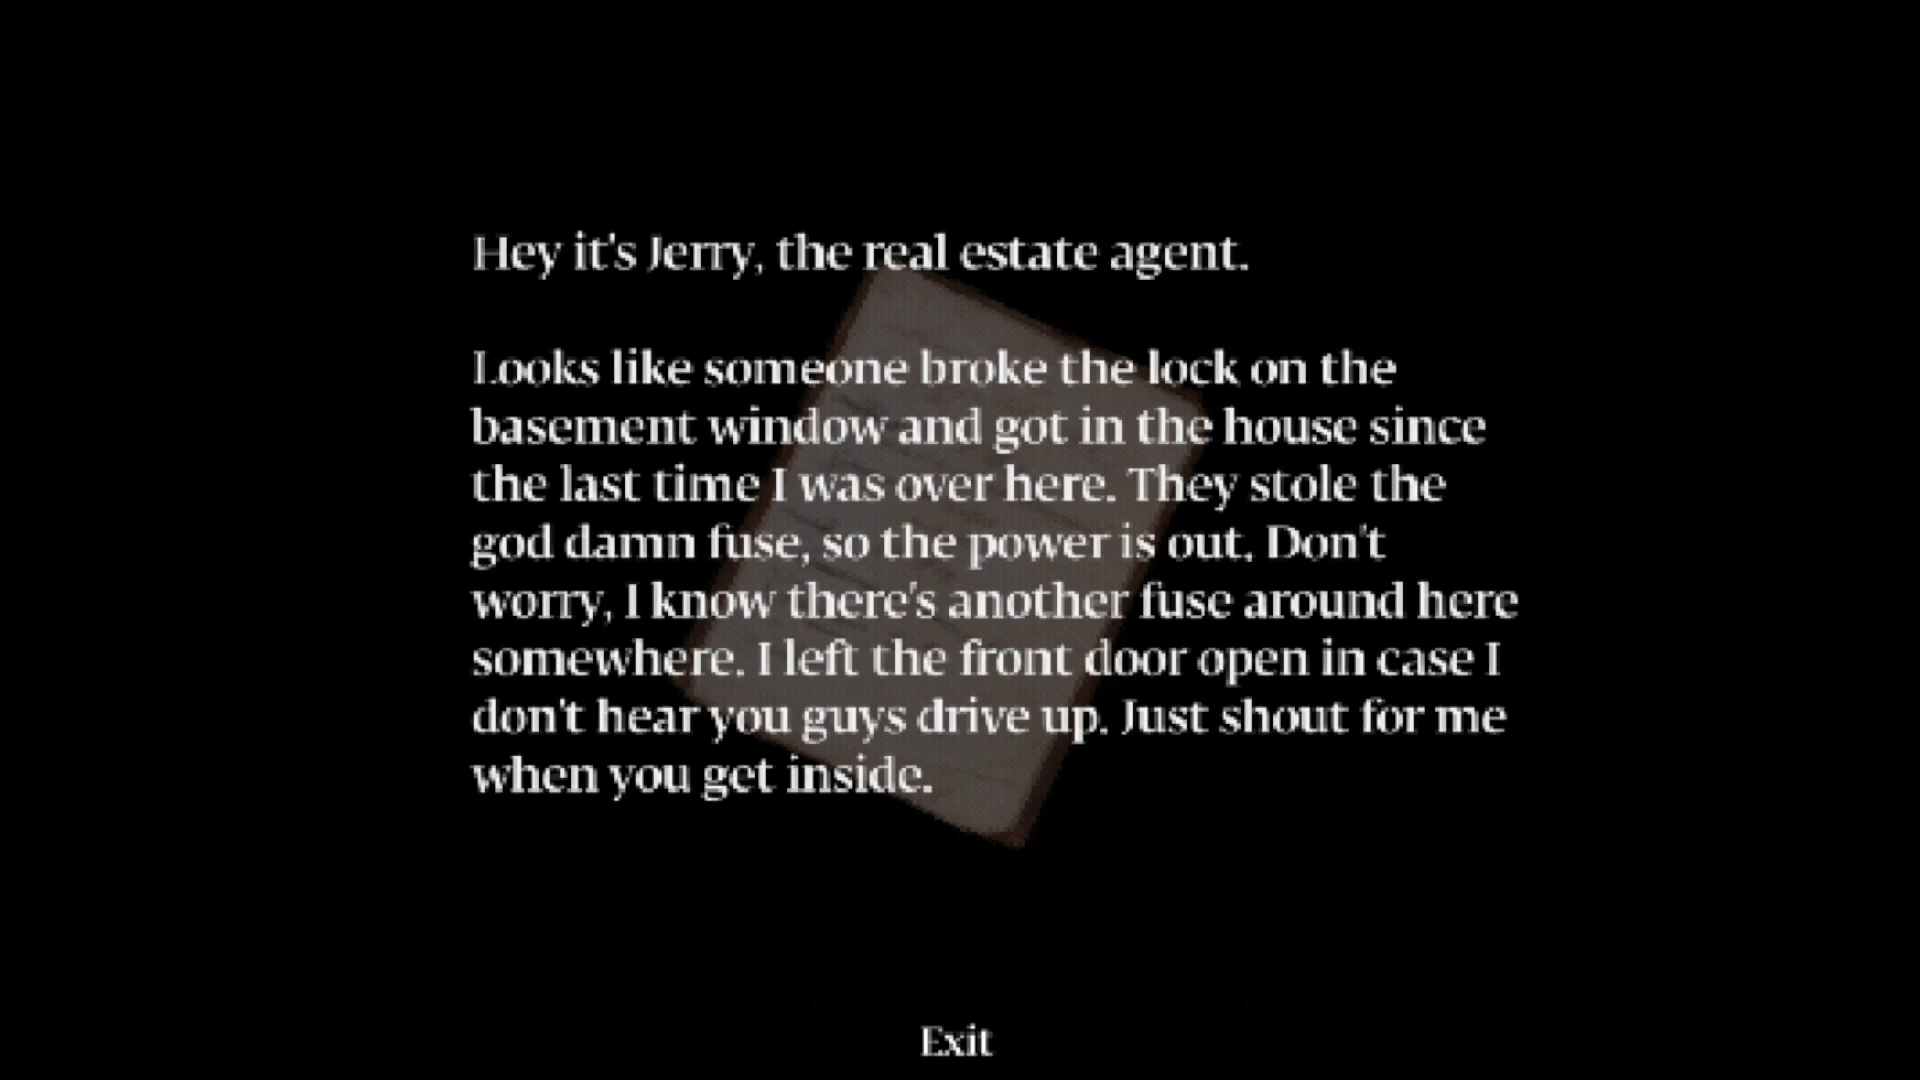 Hey it's Jerry, the real estate agent.
Looks like someone broke the lock on the
basement window and got in the house since
the last time I was over here. They stole the
god damn fuse, so the power is out. Don't
worry, I know there's another fuse around here
somewhere. I left the front door open in case I
don't hear you guys drive up. Just shout for me
when you get inside.
Exit